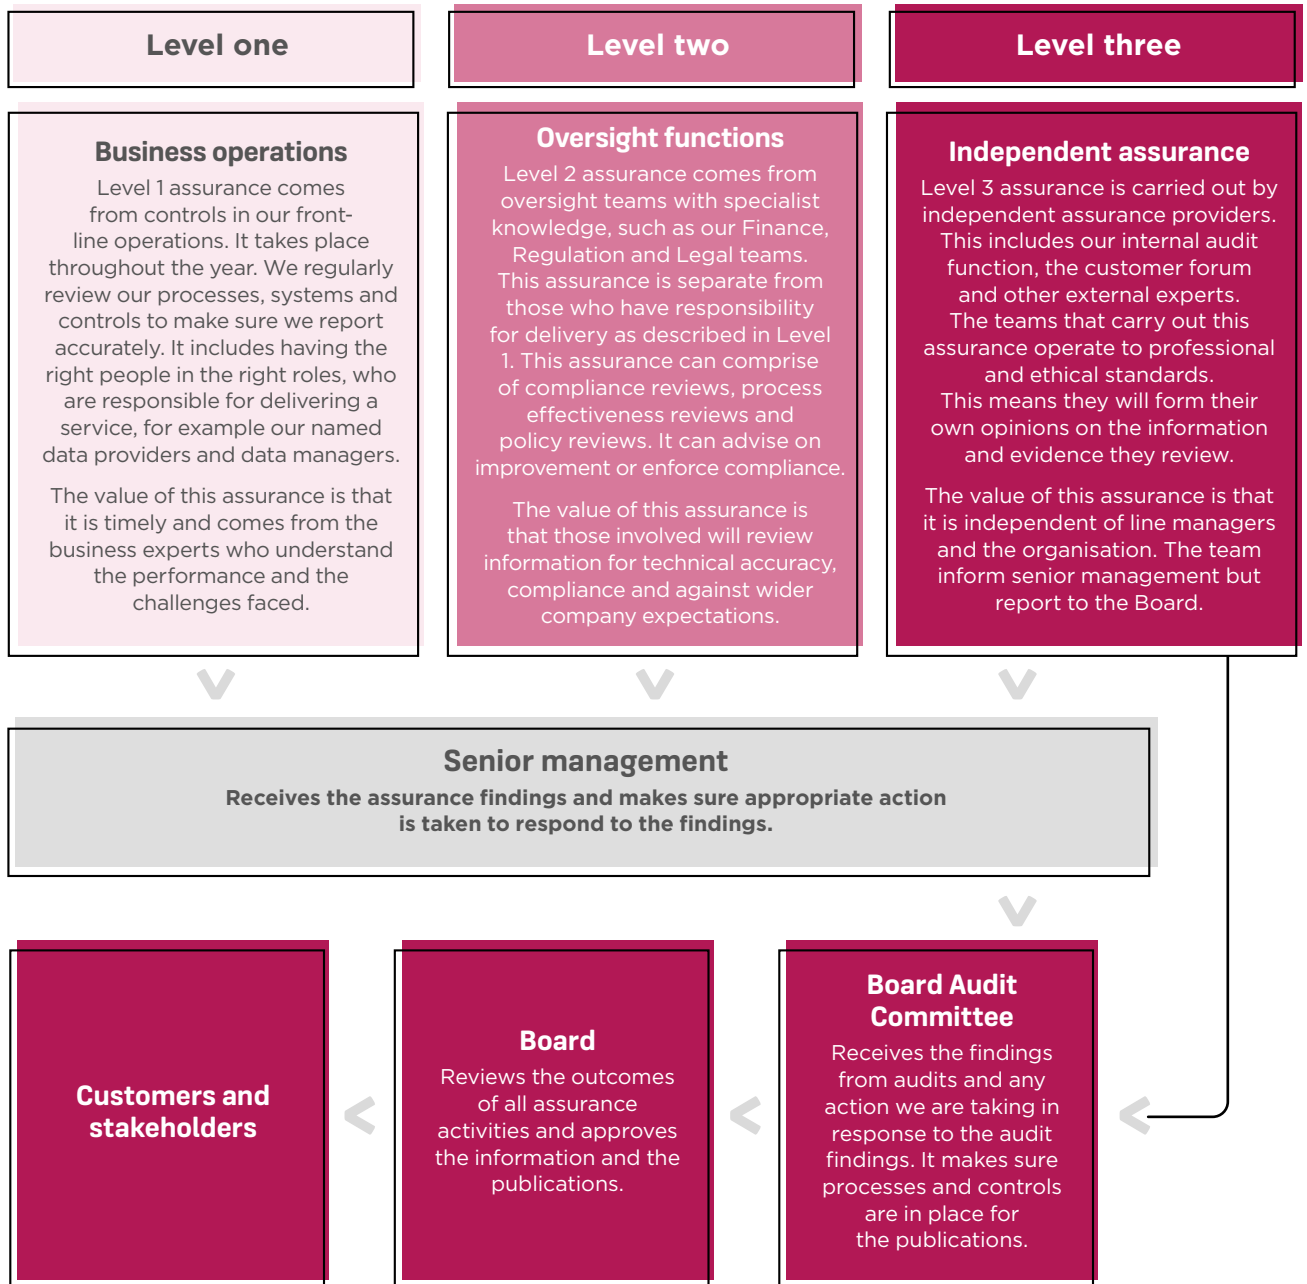 Level one
Level two
Level three
Business operations
Level 1 assurance comes
from controls in our front-
line operations. It takes place
throughout the year. We regularly
review our processes, systems and
controls to make sure we report
accurately. It includes having the
right people in the right roles, who
are responsible for delivering a
service, for example our named
data providers and data managers.
The value of this assurance is that
it is timely and comes from the
business experts who understand
the performance and the
challenges faced.
Oversight functions
Level 2 assurance comes from
oversight teams with specialist
knowledge, such as our Finance,
Regulation and Legal teams.
This assurance is separate from
those who have responsibility
for delivery as described in Level
1. This assurance can comprise
of compliance reviews, process
effectiveness reviews and
policy reviews. It can advise on
improvement or enforce compliance.
The value of this assurance is
that those involved will review
information for technical accuracy,
compliance and against wider
company expectations.
Independent assurance
Level 3 assurance is carried out by
independent assurance providers.
This includes our internal audit
function, the customer forum
and other external experts.
The teams that carry out this
assurance operate to professional
and ethical standards.
This means they will form their
own opinions on the information
and evidence they review.
The value of this assurance is that
it is independent of line managers
and the organisation. The team
inform senior management but
report to the Board.
Senior management
Receives the assurance findings and makes sure appropriate action
is taken to respond to the findings.
Customers and
stakeholders
Board
Reviews the outcomes
of all assurance
activities and approves
the information and the
publications.
Board Audit
Committee
Receives the findings
from audits and any
action we are taking in
response to the audit
findings. It makes sure
processes and controls
are in place for
the publications.